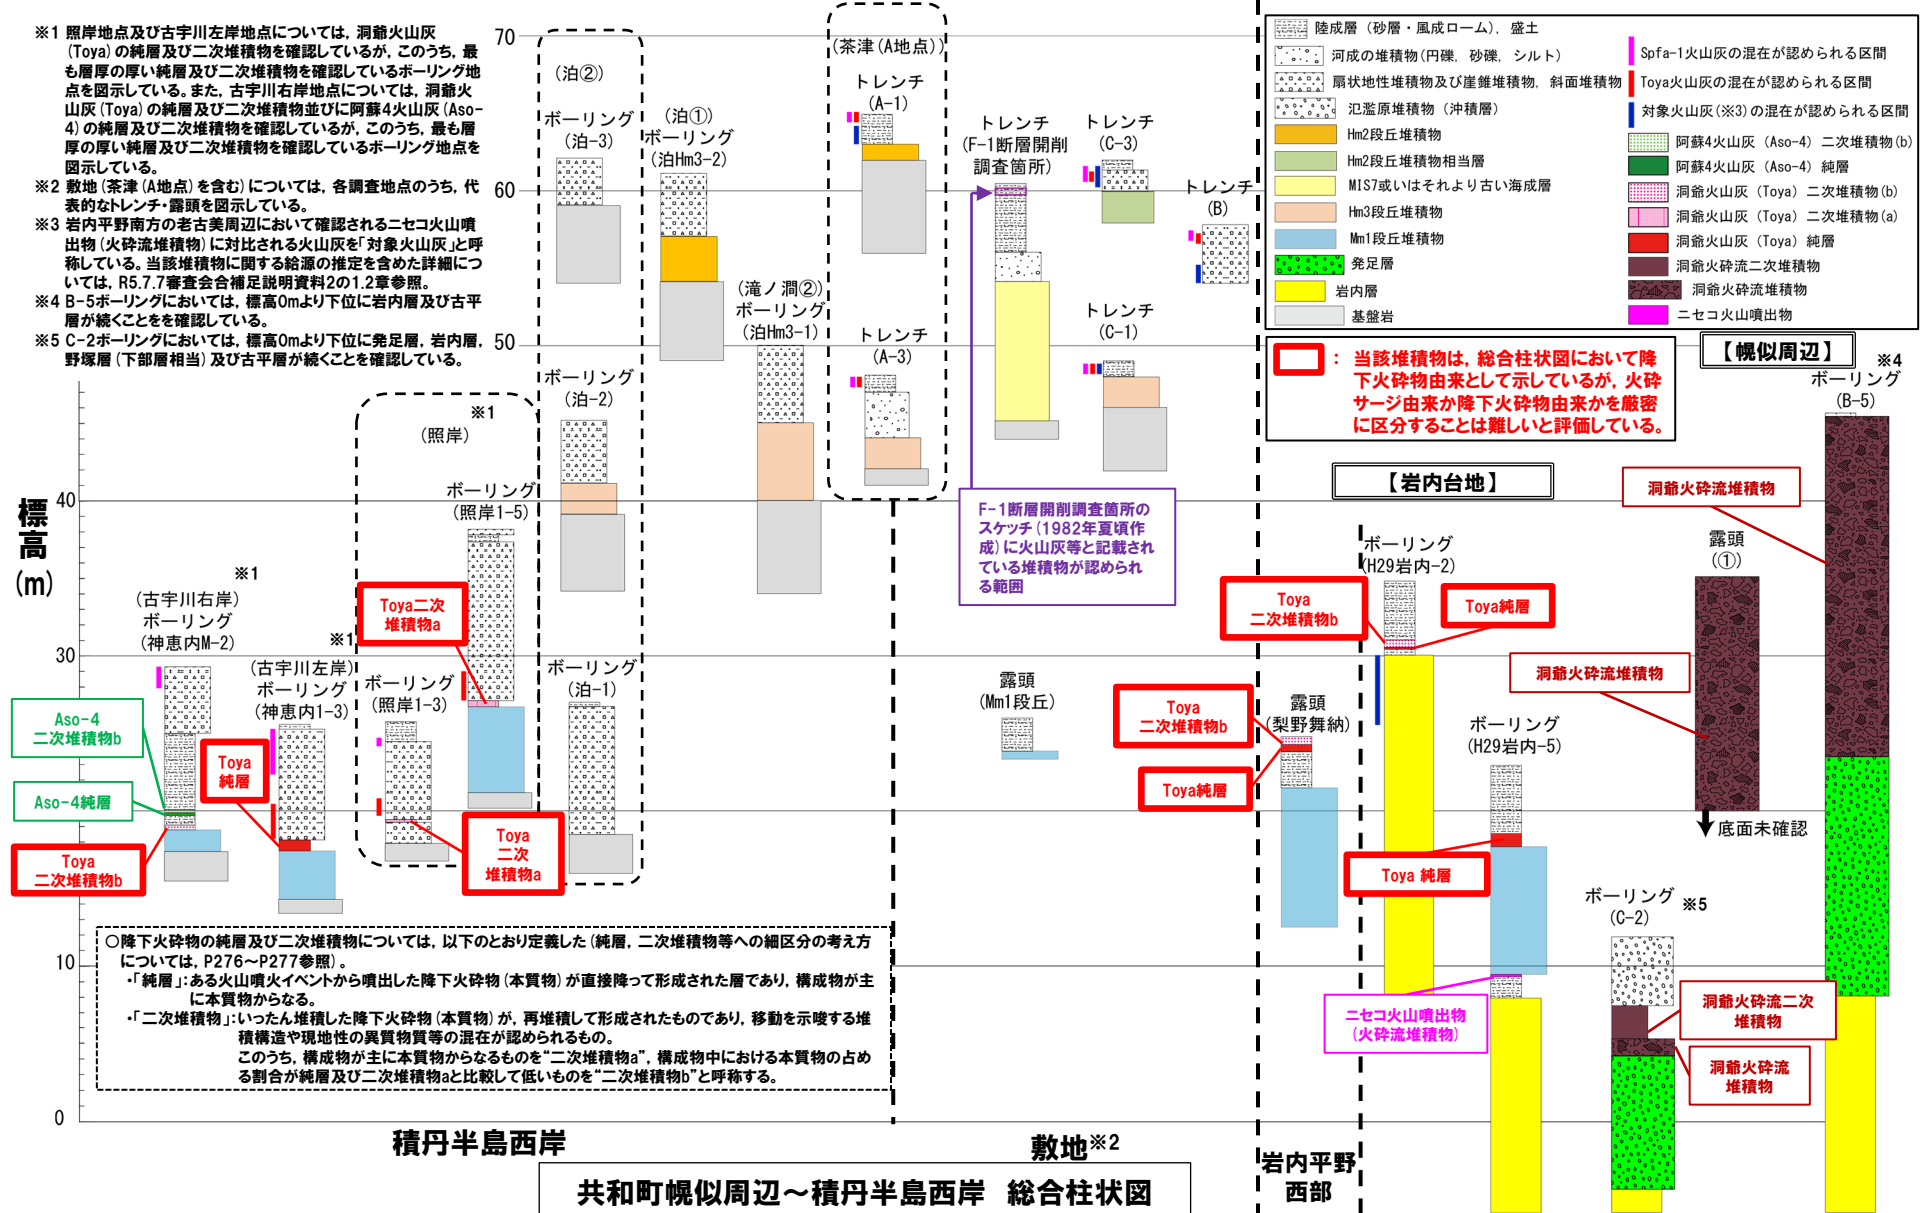 ※1 照岸地点及び古宇川左岸地点については，洞爺火山灰
(Toya)の純層及び二次堆積物を確認しているが，このうち，最
も層厚の厚い純層及び二次堆積物を確認しているボーリング地
点を図示している。また，古宇川右岸地点については，洞爺火
山灰(Toya)の純層及び二次堆積物並びに阿蘇4火山灰(Aso-
4)の純層及び二次堆積物を確認しているが，このうち，最も層
厚の厚い純層及び二次堆積物を確認しているボーリング地点を
図示している。
※2 敷地(茶津(A地点)を含む)については，各調査地点のうち，代
表的なトレンチ・露頭を図示している。
※3 岩内平野南方の老古美周辺において確認されるニセコ火山噴
出物(火砕流堆積物)に対比される火山灰を「対象火山灰」と呼
称している。当該堆積物に関する給源の推定を含めた詳細につ
いては，R5.7.7審査会合補足説明資料2の1.2章参照。
※4 B-5ボーリングにおいては，標高0mより下位に岩内層及び古平
層が続くことをを確認している。
※5 C-2ボーリングにおいては，標高0mより下位に発足層，岩内層，
野塚層(下部層相当)及び古平層が続くことを確認している。
標高(m)
70
60
50
40
30
10
0
(泊②)
ボーリング
(泊-3)
(泊①)
ボーリング
(泊Hm3-2)
(滝ノ澗②)
ボーリング
(泊Hm3-1)
ボーリング
(泊-2)
ボーリング
(泊-1)
(茶津(A地点))
トレンチ
(A-1)
トレンチ
(A-3)
トレンチ
(F-1断層開削
調査箇所)
トレンチ
(C-3)
トレンチ
(B)
トレンチ
(C-1)
陸成層(砂層・風成ローム)，盛土
河成の堆積物(円礫，砂礫，シルト)
扇状地性堆積物及び崖錐堆積物，斜面堆積物
氾濫原堆積物(沖積層)
Hm2段丘堆積物
Hm2段丘堆積物相当層
MIS7或いはそれより古い海成層
Hm3段丘堆積物
Mm1段丘堆積物
発足層
岩内層
基盤岩
Spfa-1火山灰の混在が認められる区間
Toya火山灰の混在が認められる区間
対象火山灰(※3)の混在が認められる区間
阿蘇4火山灰(Aso-4)二次堆積物(b)
阿蘇4火山灰(Aso-4)純層
洞爺火山灰(Toya)二次堆積物(b)
洞爺火山灰(Toya)二次堆積物(a)
洞爺火山灰(Toya)純層
洞爺火砕流二次堆積物
洞爺火砕流堆積物
ニセコ火山噴出物
：当該堆積物は，総合柱状図において降
下火砕物由来として示しているが，火砕
サージ由来か降下火砕物由来かを厳密
に区分することは難しいと評価している。
【幌似周辺】
※4
ボーリング
(B-5)
【岩内台地】
洞爺火砕流堆積物
露頭
(①)
洞爺火砕流堆積物
底面未確認
ボーリング
(H29岩内-2)
Toya
二次堆積物b
Toya純層
ボーリング
(H29岩内-5)
Toya 純層
ニセコ火山噴出物
(火砕流堆積物)
ボーリング
(C-2)
※5
洞爺火砕流二次
堆積物
洞爺火砕流
堆積物
F-1断層開削調査箇所の
スケッチ(1982年夏頃作
成)に火山灰等と記載され
ている堆積物が認められ
る範囲
露頭
(Mm1段丘)
露頭
(梨野舞納)
Toya
二次堆積物b
Toya純層
※1
(照岸)
ボーリング
(照岸1-5)
Toya二次
堆積物a
ボーリング
(照岸1-3)
Toya
二次
堆積物a
※1
(古宇川右岸)
ボーリング
(神恵内M-2)
Aso-4
二次堆積物b
Aso-4純層
Toya
二次堆積物b
※1
(古宇川左岸)
ボーリング
(神恵内1-3)
Toya
純層
○降下火砕物の純層及び二次堆積物については，以下のとおり定義した(純層，二次堆積物等への細区分の考え方
については，P276～P277参照)。
・「純層」：ある火山噴火イベントから噴出した降下火砕物(本質物)が直接降って形成された層であり，構成物が主
に本質物からなる。
・「二次堆積物」：いったん堆積した降下火砕物(本質物)が，再堆積して形成されたものであり，移動を示唆する堆
積構造や現地性の異質物質等の混在が認められるもの。
このうち，構成物が主に本質物からなるものを“二次堆積物a”，構成物中における本質物の占め
る割合が純層及び二次堆積物aと比較して低いものを“二次堆積物b”と呼称する。
積丹半島西岸
敷地※2
岩内平野
西部
共和町幌似周辺～積丹半島西岸 総合柱状図